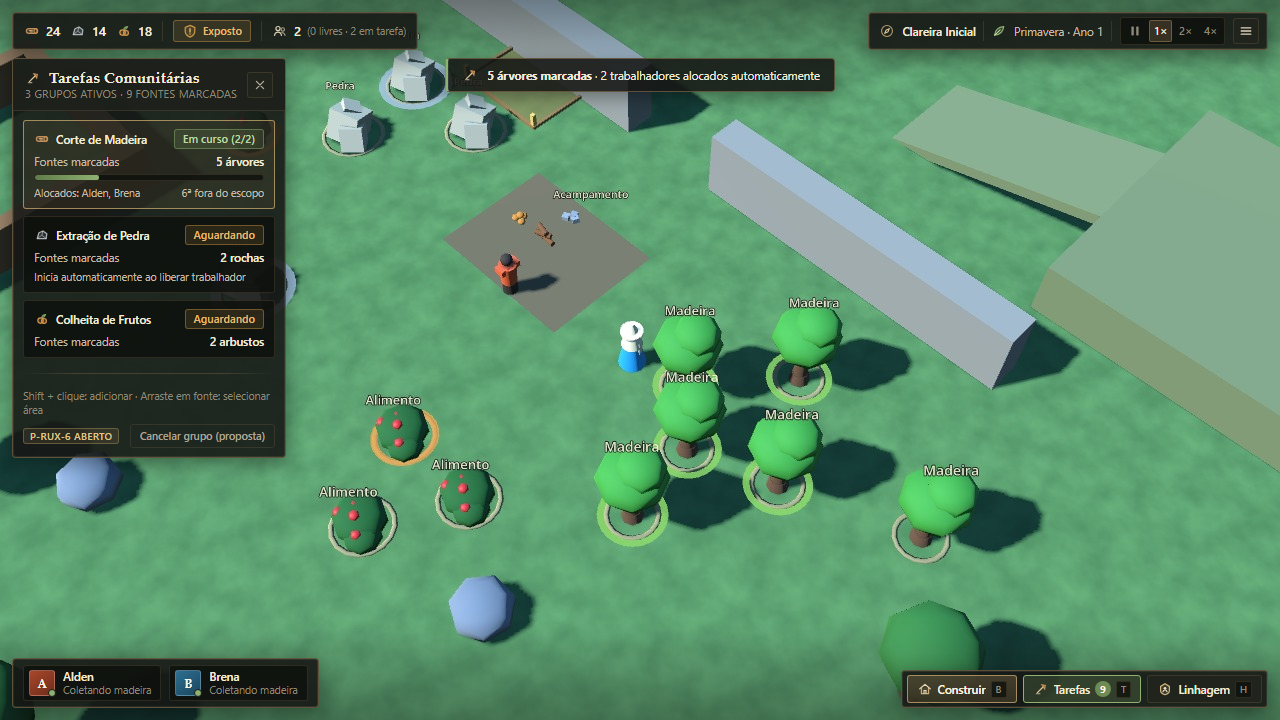 24 14 18 Exposto 2 (0 livres · 2 em tarefa)
Clareira Inicial Primavera · Ano 1 1× 2× 4×
Tarefas Comunitárias
3 GRUPOS ATIVOS · 9 FONTES MARCADAS
5 árvores marcadas · 2 trabalhadores alocados automaticamente
Corte de Madeira Em curso (2/2)
Fontes marcadas 5 árvores
Alocados: Alden, Brena 6ª fora do escopo
Extração de Pedra Aguardando
Fontes marcadas 2 rochas
Inicia automaticamente ao liberar trabalhador
Colheita de Frutos Aguardando
Fontes marcadas 2 arbustos
Shift + clique: adicionar · Arraste em fonte: selecionar
área
P-RUX-6 ABERTO Cancelar grupo (proposta)
Pedra
Acampamento
Madeira
Madeira
Madeira
Madeira
Madeira
Madeira
Alimento
Alimento
Alimento
A Alden
Coletando madeira
B Brena
Coletando madeira
Construir B
Tarefas 9 T
Linhagem H